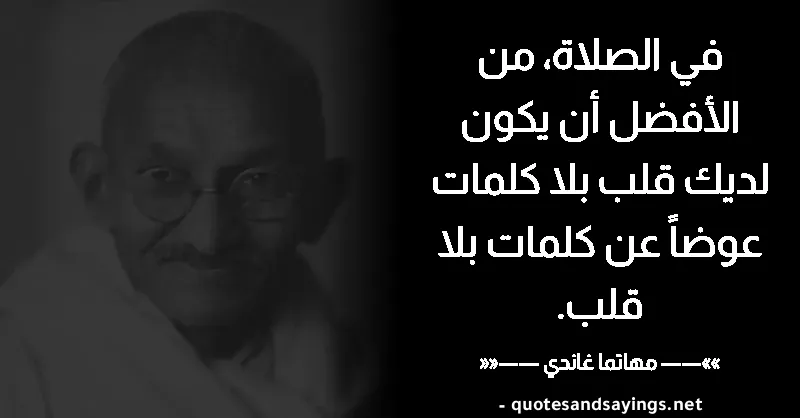 في الصلاة، من
الأفضل أن يكون
لديك قلب بلا كلمات
عوضاً عن كلمات بلا
قلب.
»»—— مهاتما غاندي ——««
- quotesandsayings.net